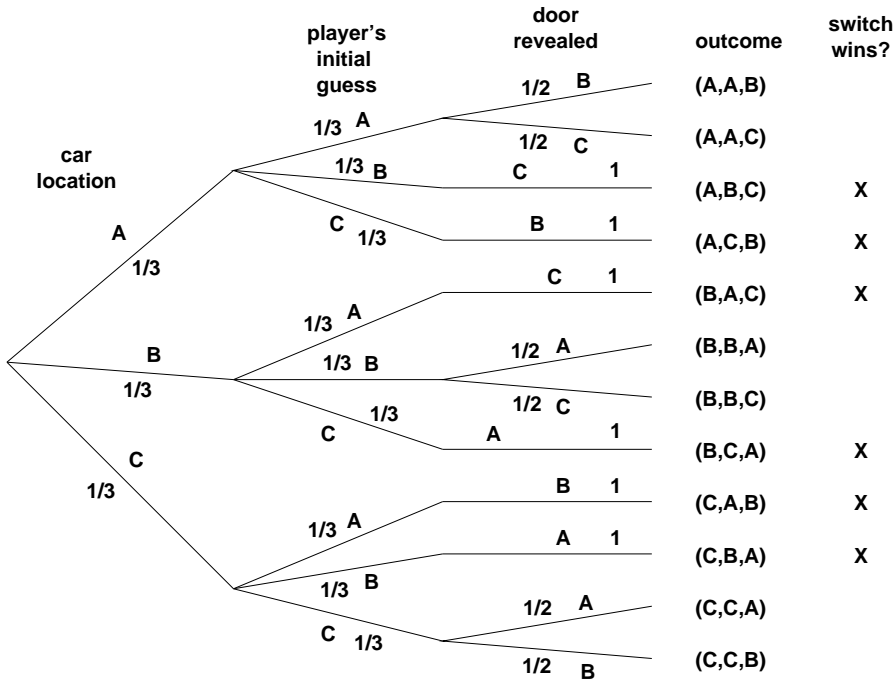 door
revealed
player's
initial
guess
outcome
switch
wins?
car
location
1/2 B (A,A,B)
1/3 A
1/2 C (A,A,C)
1/3 B C 1 (A,B,C) X
C 1/3 B 1 (A,C,B) X
A
1/3
C 1 (B,A,C) X
1/3 A
1/2 A (B,B,A)
B
1/3
1/3 B
1/2 C (B,B,C)
C 1/3 A 1 (B,C,A) X
C
1/3
B 1 (C,A,B) X
1/3 A
A 1 (C,B,A) X
1/3 B
1/2 A (C,C,A)
C 1/3
1/2 B (C,C,B)